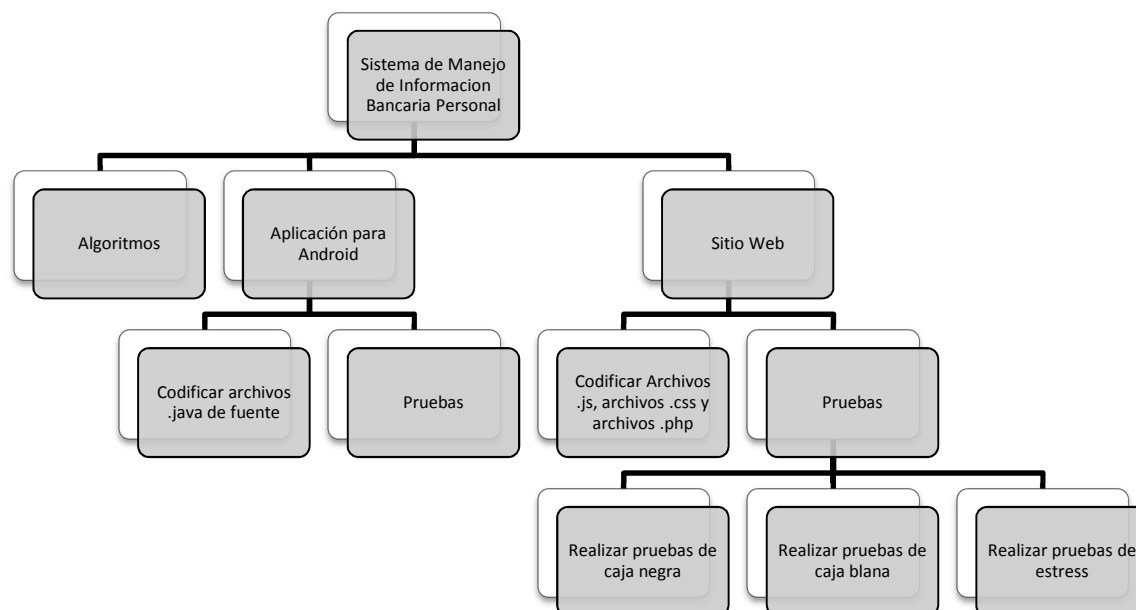 Sistema de Manejo
de Informacion
Bancaria Personal
Algoritmos
Aplicación para
Android
Sitio Web
Codificar archivos
.java de fuente
Pruebas
Codificar Archivos
.js, archivos .css y
archivos .php
Pruebas
Realizar pruebas de
caja negra
Realizar pruebas de
caja blana
Realizar pruebas de
estress